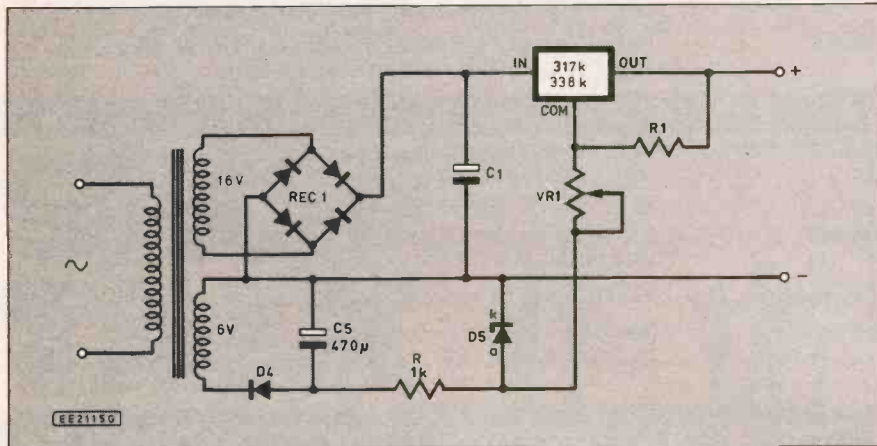 IN
317k
338k
OUT
+
COM
R1
16V
REC 1
C1
VR1
-
6V
C5
470µ
D5
k
a
R
1k
D4
EE2115G